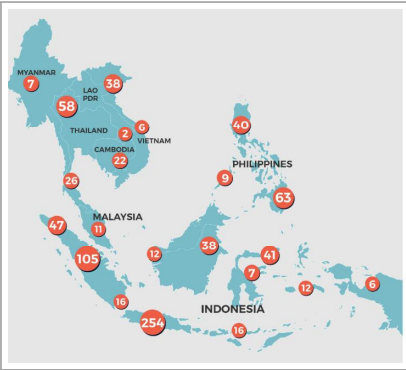 MYANMAR
7
38
LAO
PDR
58
THAILAND
2
G
VIETNAM
CAMBODIA
22
40
PHILIPPINES
9
63
26
47
MALAYSIA
11
105
12
38
41
7
12
6
16
INDONESIA
254
16